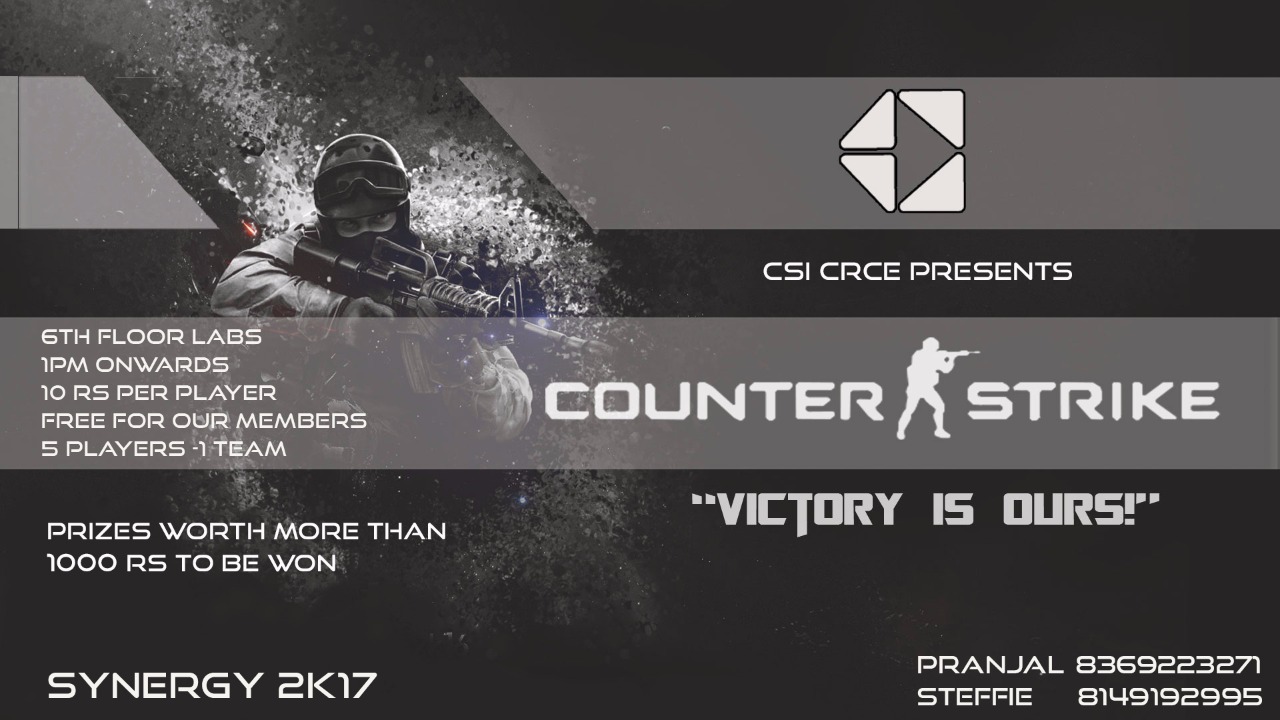 CSI CRCE PRESENTS
6TH FLOOR LABS
1PM ONWARDS
10 RS PER PLAYER
FREE FOR OUR MEMBERS
5 PLAYERS -1 TEAM
COUNTER STRIKE
"VICTORY IS OURS!"
PRIZES WORTH MORE THAN
1000 RS TO BE WON
SYNERGY 2K17
PRANJAL 8369223271
STEFFIE 8149192995